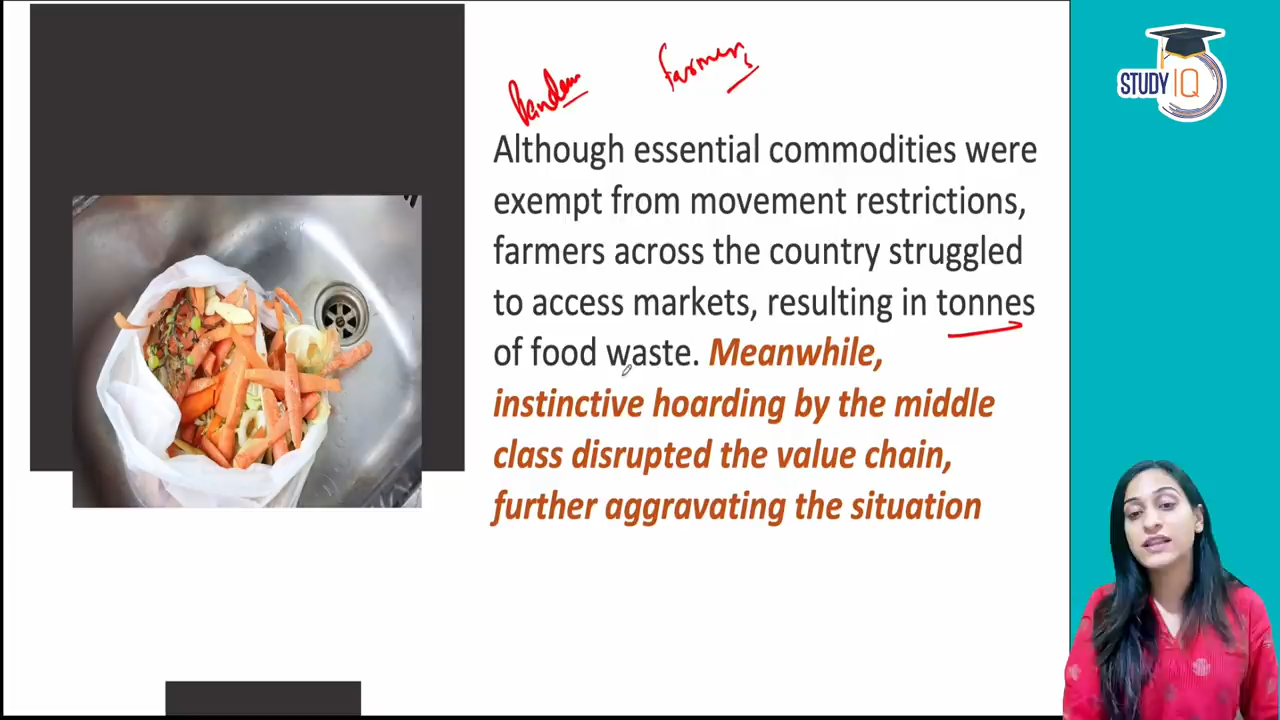 Farmers
STUDY IQ
Although essential commodities were
exempt from movement restrictions,
farmers across the country struggled
to access markets, resulting in tonnes
of food waste. Meanwhile,
instinctive hoarding by the middle
class disrupted the value chain,
further aggravating the situation